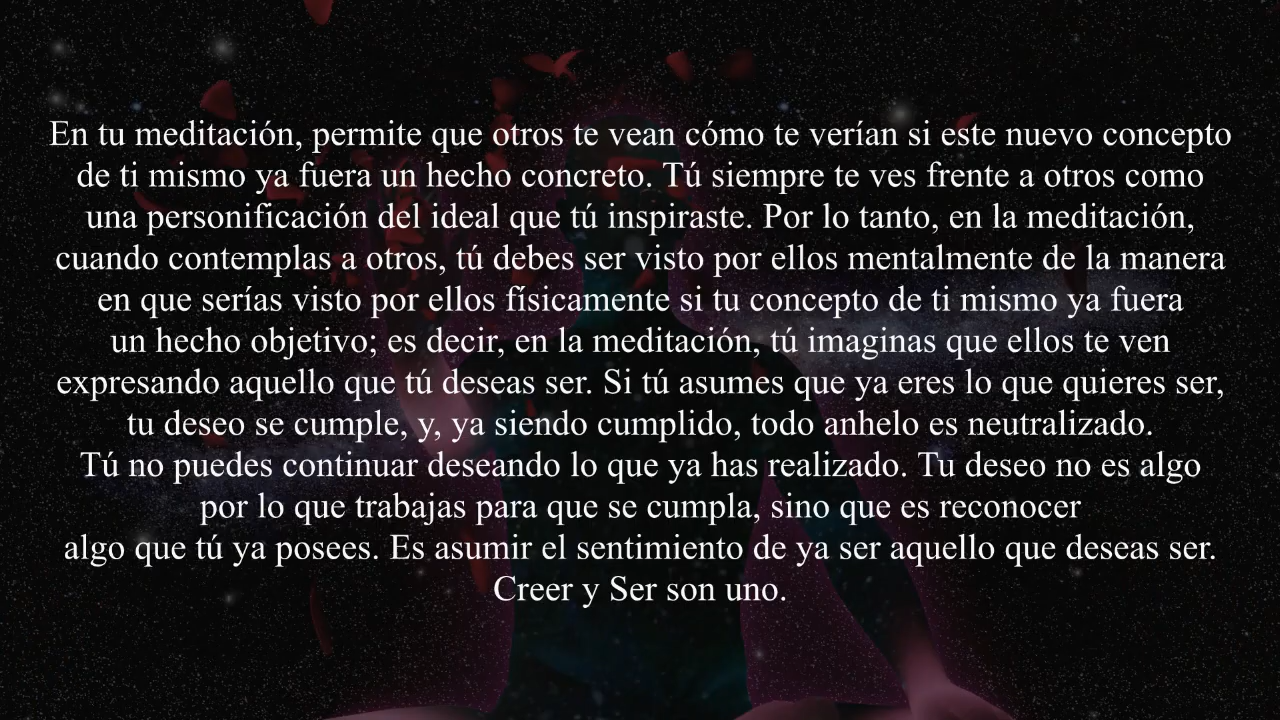 En tu meditación, permite que otros te vean cómo te verían si este nuevo concepto
de ti mismo ya fuera un hecho concreto. Tú siempre te ves frente a otros como
una personificación del ideal que tú inspiraste. Por lo tanto, en la meditación,
cuando contemplas a otros, tú debes ser visto por ellos mentalmente de la manera
en que serías visto por ellos físicamente si tu concepto de ti mismo ya fuera
un hecho objetivo; es decir, en la meditación, tú imaginas que ellos te ven
expresando aquello que tú deseas ser. Si tú asumes que ya eres lo que quieres ser,
tu deseo se cumple, y, ya siendo cumplido, todo anhelo es neutralizado.
Tú no puedes continuar deseando lo que ya has realizado. Tu deseo no es algo
por lo que trabajas para que se cumpla, sino que es reconocer
algo que tú ya posees. Es asumir el sentimiento de ya ser aquello que deseas ser.
Creer y Ser son uno.